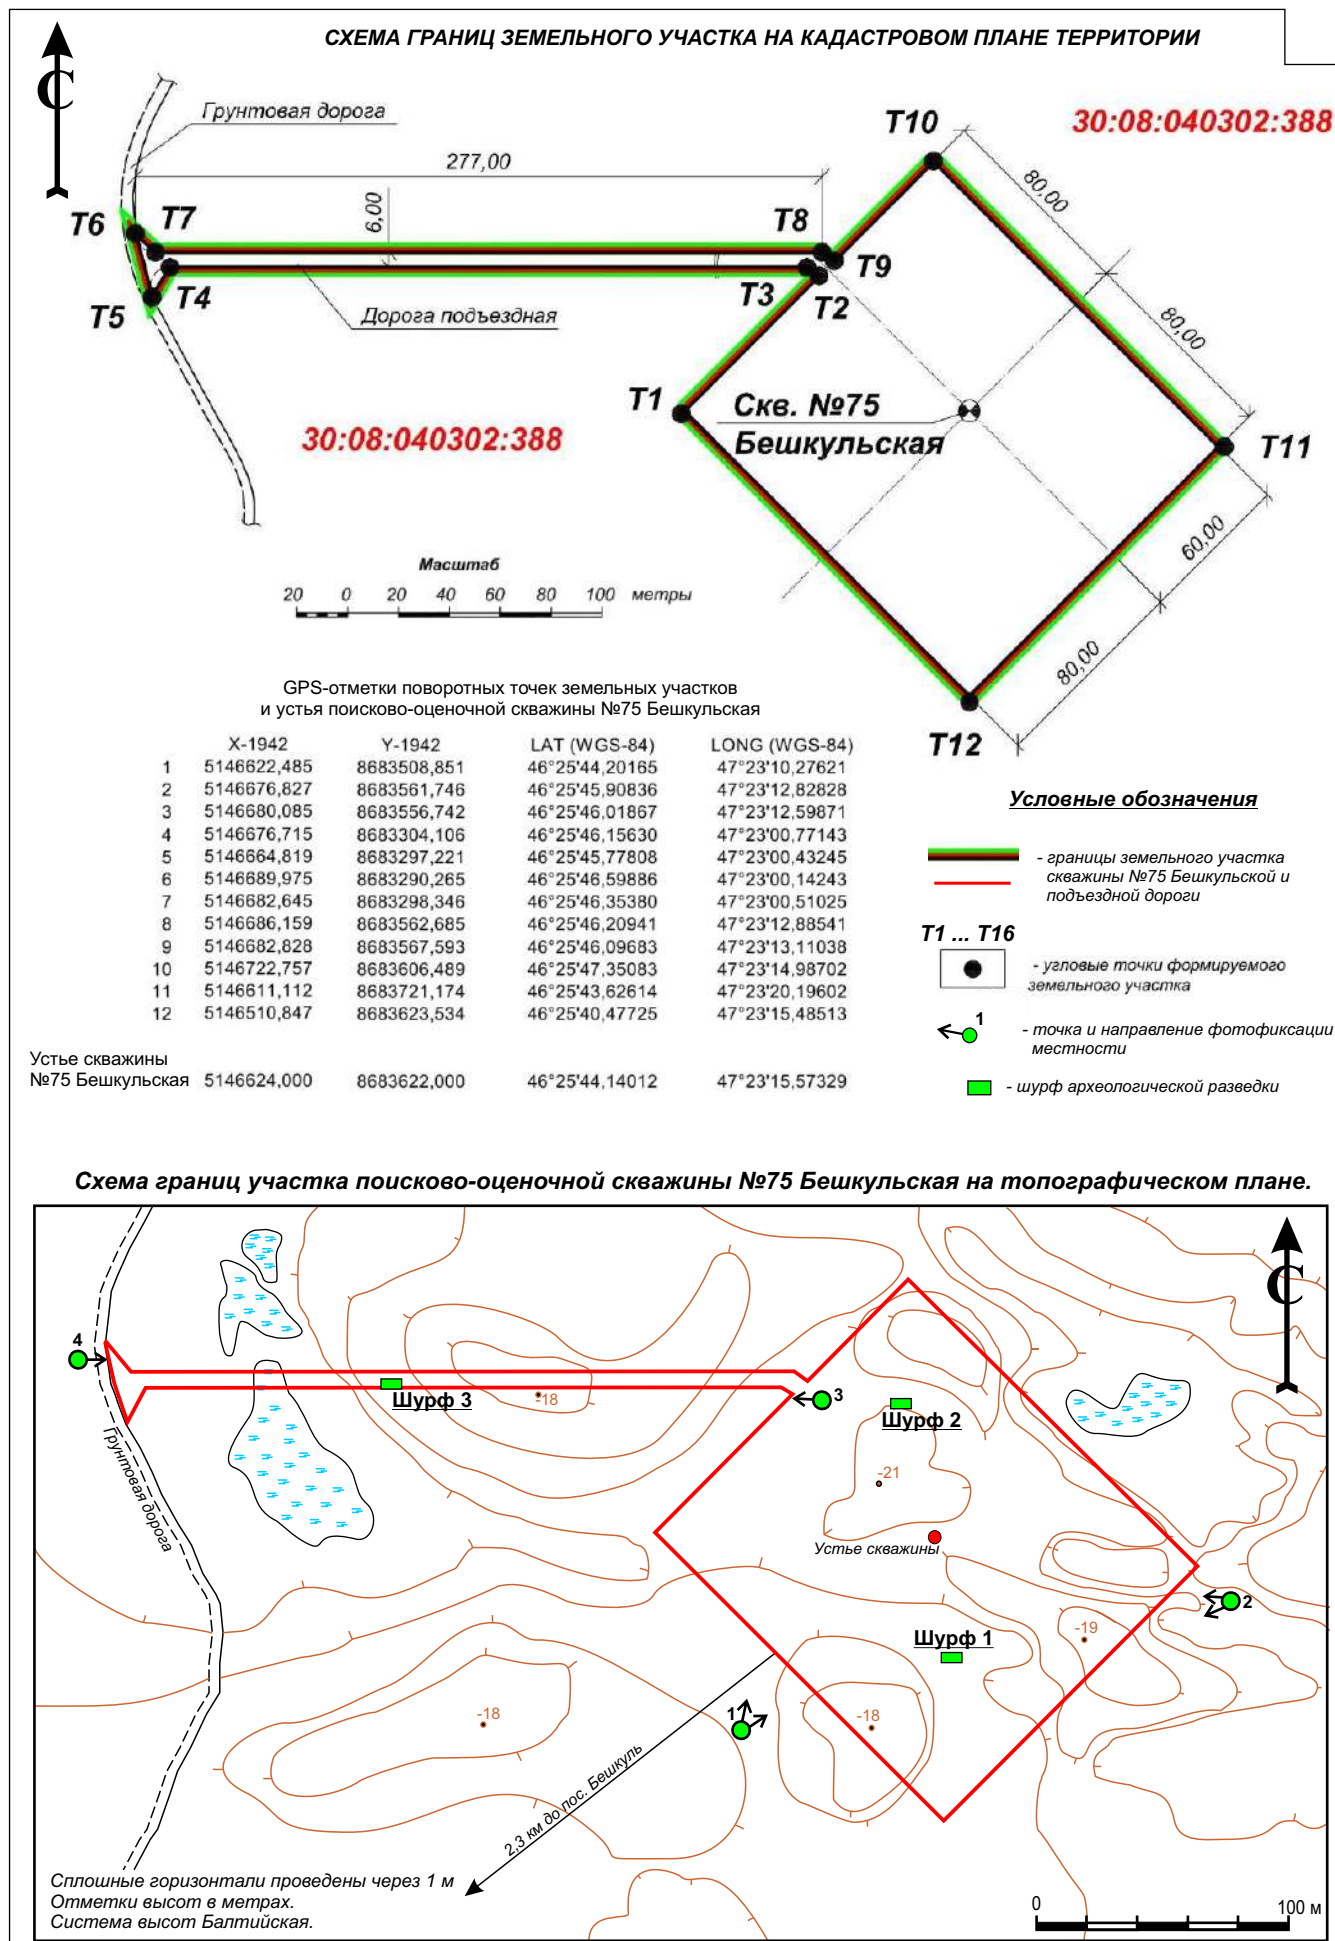 СХЕМА ГРАНИЦ ЗЕМЕЛЬНОГО УЧАСТКА НА КАДАСТРОВОМ ПЛАНЕ ТЕРРИТОРИИ
С
Грунтовая дорога
Т10
30:08:040302:388
277,00
80,00
6,00
Т6
Т7
Т8
Т9
Т5
Т4
Т3
Т2
80,00
Дорога подъездная
Т1
Скв. №75
Бешкульская
30:08:040302:388
Т11
60,00
Масштаб
20 0 20 40 60 80 100 метры
80,00
Т12
GPS-отметки поворотных точек земельных участков
и устья поисково-оценочной скважины №75 Бешкульская
X-1942 Y-1942 LAT (WGS-84) LONG (WGS-84)
1 5146622,485 8683508,851 46°25'44,20165 47°23'10,27621
2 5146676,827 8683561,746 46°25'45,90836 47°23'12,82828
3 5146680,085 8683556,742 46°25'46,01867 47°23'12,59871
4 5146676,715 8683304,106 46°25'46,15630 47°23'00,77143
5 5146664,819 8683297,221 46°25'45,77808 47°23'00,43245
6 5146689,975 8683290,265 46°25'46,59886 47°23'00,14243
7 5146682,645 8683298,346 46°25'46,35380 47°23'00,51025
8 5146686,159 8683562,685 46°25'46,20941 47°23'12,88541
9 5146682,828 8683567,593 46°25'46,09683 47°23'13,11038
10 5146722,757 8683606,489 46°25'47,35083 47°23'14,98702
11 5146611,112 8683721,174 46°25'43,62614 47°23'20,19602
12 5146510,847 8683623,534 46°25'40,47725 47°23'15,48513
Устье скважины
№75 Бешкульская 5146624,000 8683622,000 46°25'44,14012 47°23'15,57329
Условные обозначения
- границы земельного участка
скважины №75 Бешкульской и
подъездной дороги
Т1 ... Т16
- угловые точки формируемого
земельного участка
1
- точка и направление фотофиксации
местности
- шурф археологической разведки
Схема границ участка поисково-оценочной скважины №75 Бешкульская на топографическом плане.
С
4
Шурф 3
-18
3
Шурф 2
Грунтовая дорога
-21
Устье скважины
2
-19
Шурф 1
-18
1
-18
2,3 км до пос. Бешкуль
Сплошные горизонтали проведены через 1 м
Отметки высот в метрах.
Система высот Балтийская.
0 100 м